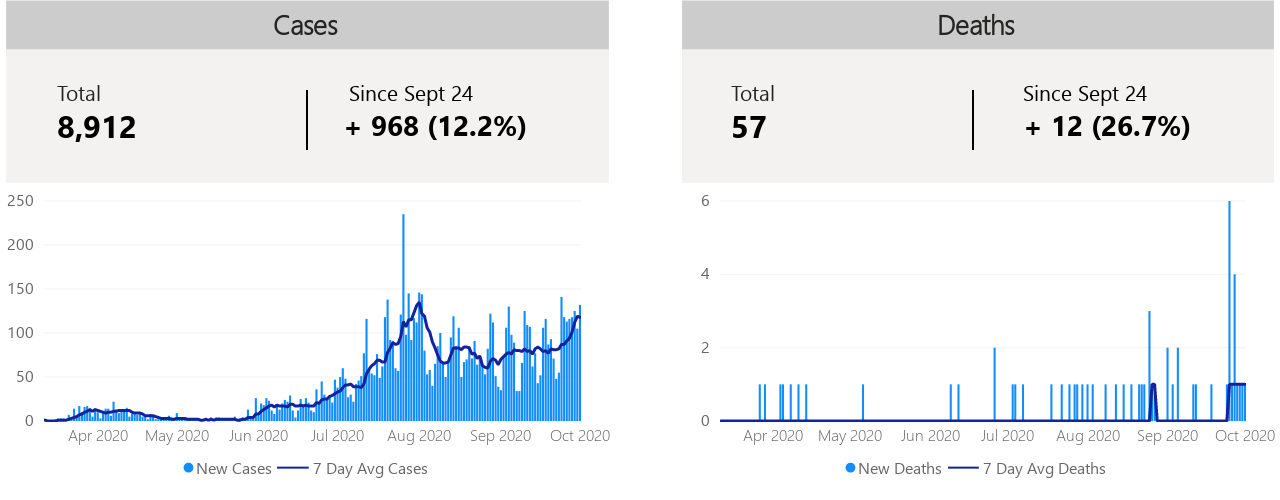 Cases
Total
8,912
Since Sept 24
+ 968 (12.2%)
250
200
150
100
50
0
Apr 2020 May 2020 Jun 2020 Jul 2020 Aug 2020 Sep 2020 Oct 2020
New Cases 7 Day Avg Cases
Deaths
Total
57
Since Sept 24
+ 12 (26.7%)
6
4
2
0
Apr 2020 May 2020 Jun 2020 Jul 2020 Aug 2020 Sep 2020 Oct 2020
New Deaths 7 Day Avg Deaths